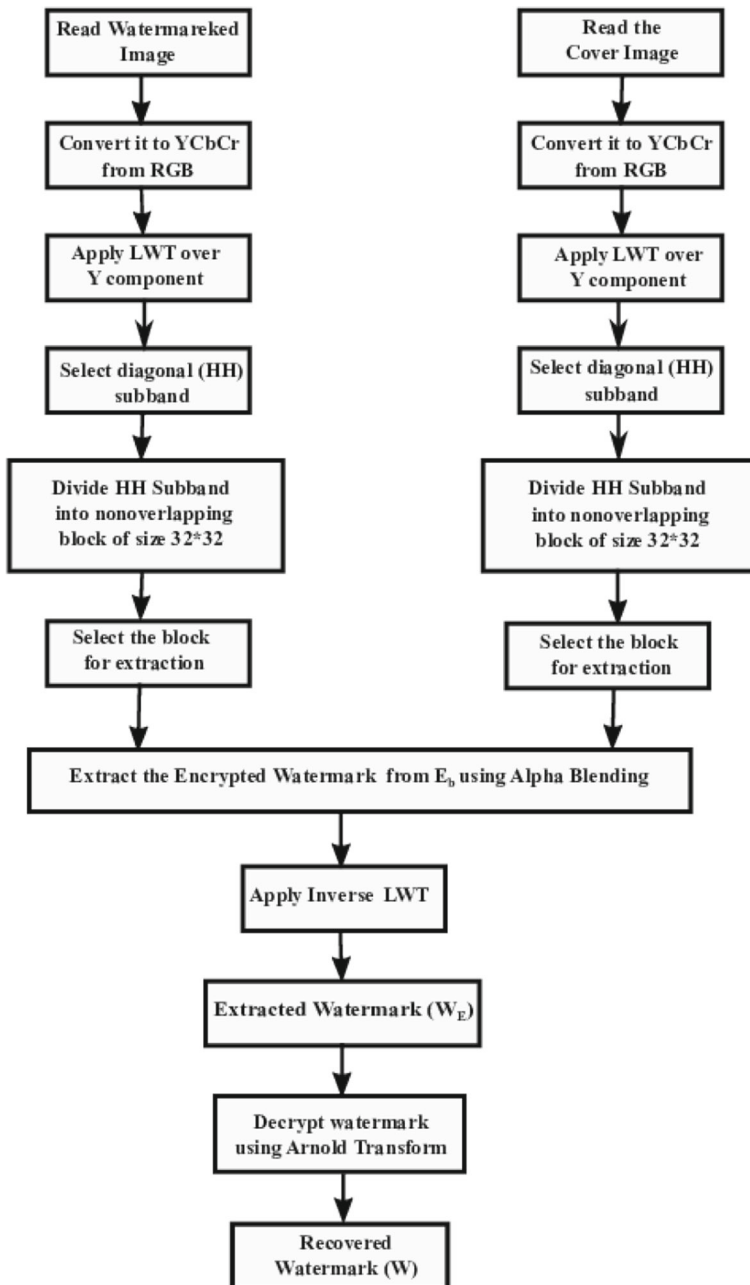 Read Watermareked
Image
Convert it to YCbCr
from RGB
Apply LWT over
Y component
Select diagonal (HH)
subband
Divide HH Subband
into nonoverlapping
block of size 32*32
Select the block
for extraction
Read the
Cover Image
Convert it to YCbCr
from RGB
Apply LWT over
Y component
Select diagonal (HH)
subband
Divide HH Subband
into nonoverlapping
block of size 32*32
Select the block
for extraction
Extract the Encrypted Watermark from E_b using Alpha Blending
Apply Inverse LWT
Extracted Watermark (W_E)
Decrypt watermark
using Arnold Transform
Recovered
Watermark (W)